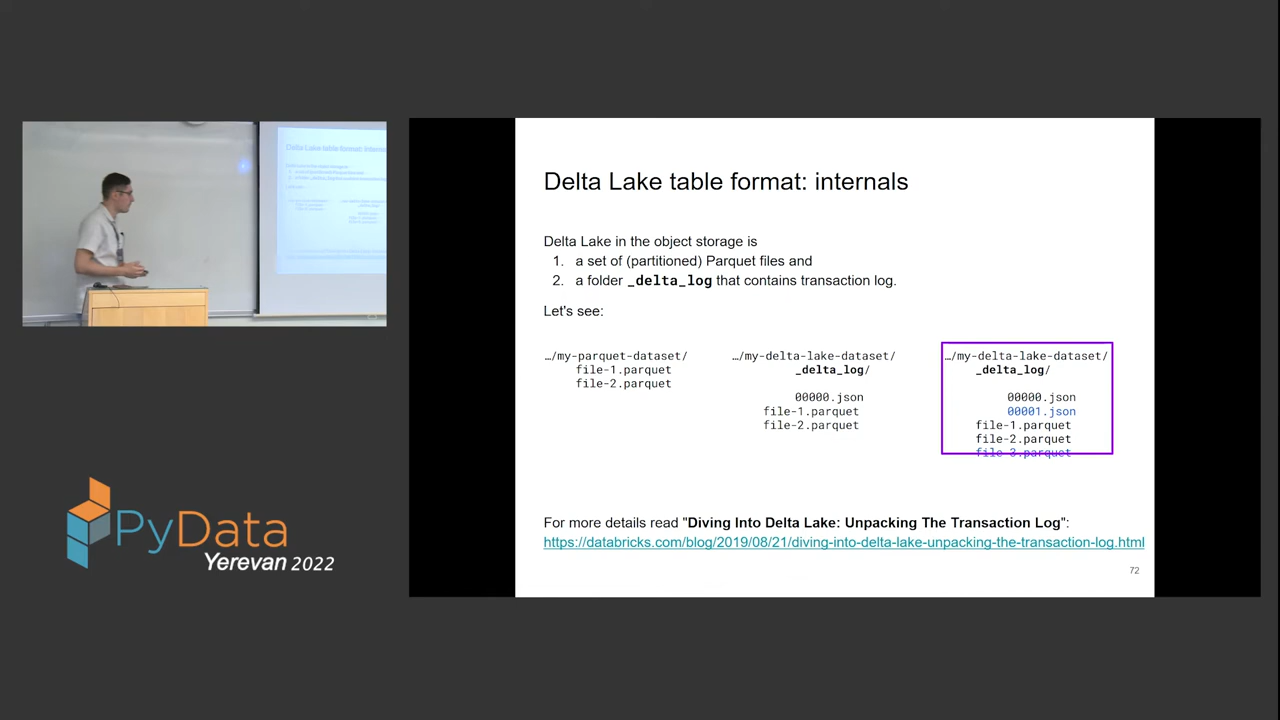 Delta Lake table format: internals
Delta Lake in the object storage is
1. a set of (partitioned) Parquet files and
2. a folder _delta_log that contains transaction log.
Let's see:
…/my-parquet-dataset/
file-1.parquet
file-2.parquet
…/my-delta-lake-dataset/
_delta_log/
00000.json
file-1.parquet
file-2.parquet
…/my-delta-lake-dataset/
_delta_log/
00000.json
00001.json
file-1.parquet
file-2.parquet
file-3.parquet
For more details read "Diving Into Delta Lake: Unpacking The Transaction Log":
https://databricks.com/blog/2019/08/21/diving-into-delta-lake-unpacking-the-transaction-log.html
72
PyData
Yerevan 2022